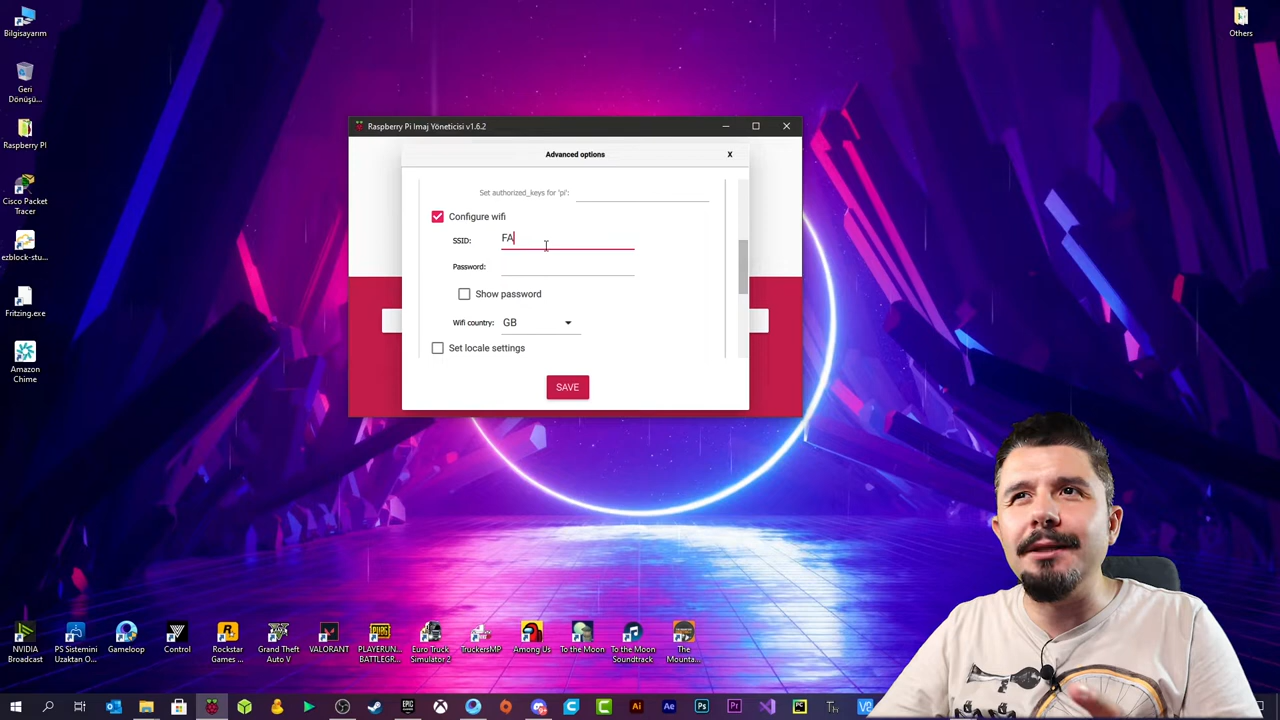 Bilgisayarım
Others
Geri
Dönüşü...
Raspberry PI
Cisco Packet
Tracer
ezblock-stu...
Fritzing.exe
Amazon
Chime
Raspberry Pi Imaj Yöneticisi v1.6.2
Advanced options
X
Set authorized_keys for 'pi':
Configure wifi
SSID:
FA
Password:
Show password
Wifi country:
GB
Set locale settings
SAVE
NVIDIA
Broadcast
PS Sistemini
Uzaktan O...
Gameloop
Control
Rockstar
Games ...
Grand Theft
Auto V
VALORANT
PLAYERUN...
BATTLEGR...
Euro Truck
Simulator 2
TruckersMP
Among Us
To the Moon
To the Moon
Soundtrack
The
Mounta...